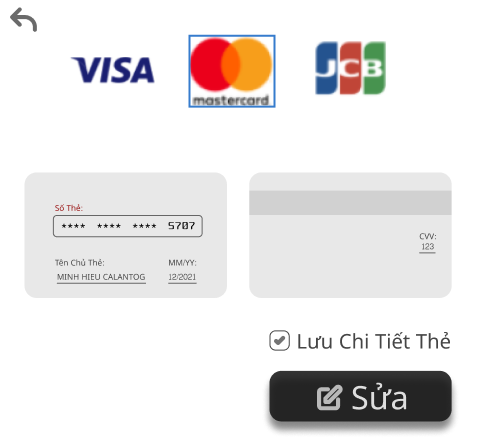 VISA
mastercard
JCB
Số Thẻ:
**** **** **** 5707
Tên Chủ Thẻ:
MM/YY:
MINH HIEU CALANTOG
12/2021
CVV:
123
Lưu Chi Tiết Thẻ
Sửa